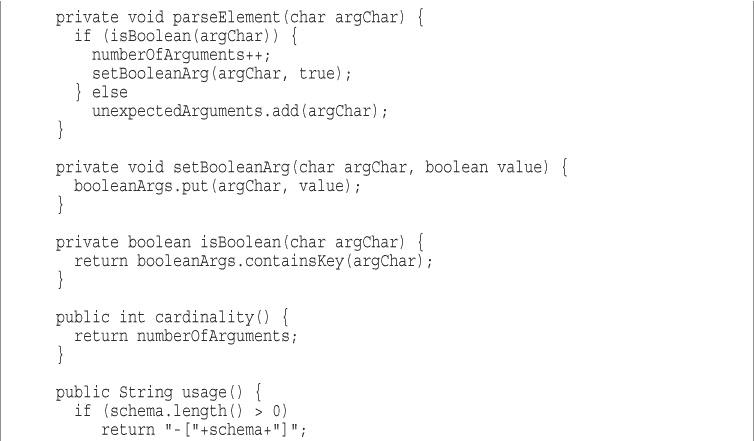 private void parseElement(char argChar) {
  if (isBoolean(argChar)) {
    numberOfArguments++;
    setBooleanArg(argChar, true);
  } else
    unexpectedArguments.add(argChar);
}

private void setBooleanArg(char argChar, boolean value) {
  booleanArgs.put(argChar, value);
}

private boolean isBoolean(char argChar) {
  return booleanArgs.containsKey(argChar);
}

public int cardinality() {
  return numberOfArguments;
}

public String usage() {
  if (schema.length() > 0)
     return "-["+schema+"]";